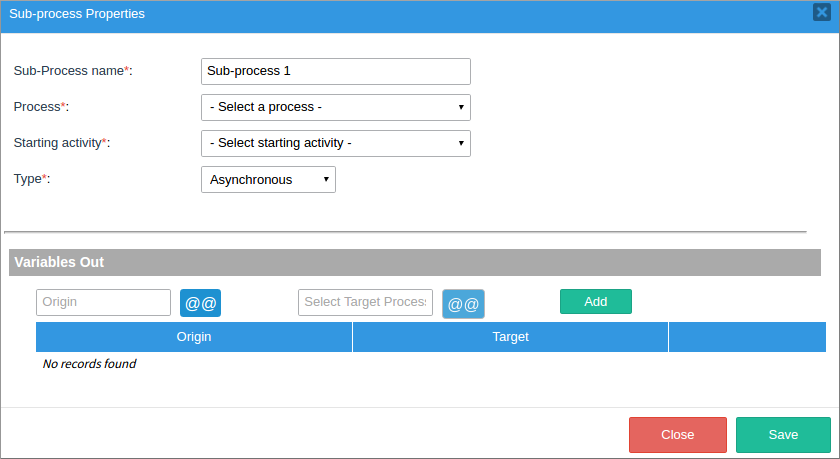 Sub-process Properties
Sub-Process name*:
Sub-process 1
Process*:
- Select a process -
Starting activity*:
- Select starting activity -
Type*:
Asynchronous
Variables Out
Origin @@ Select Target Process @@ Add
Origin Target
No records found
Close Save